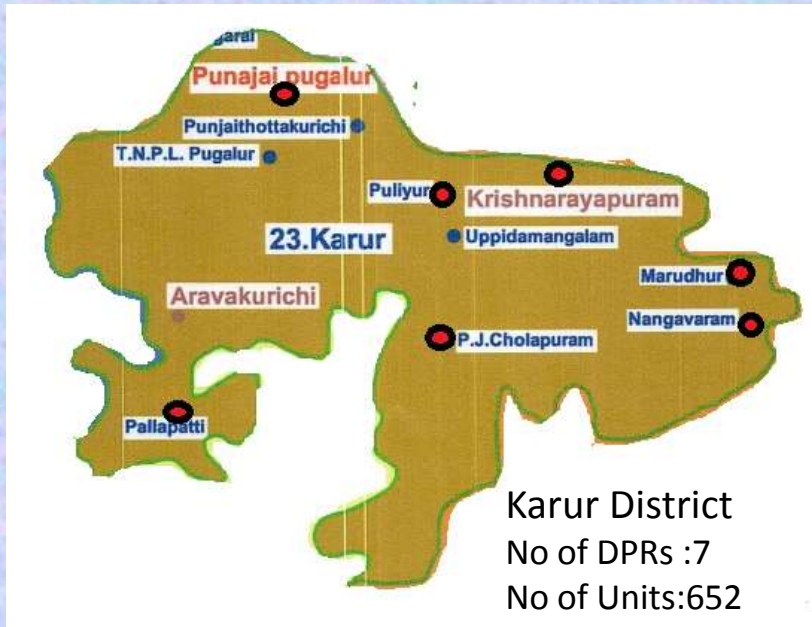 Punajai pugalur
Punjaithottakurichi
T.N.P.L. Pugalur
Puliyur
Krishnarayapuram
23.Karur
Uppidamangalam
Marudhur
Aravakurichi
Nangavaram
P.J.Cholapuram
Pallapatti
Karur District
No of DPRs :7
No of Units:652